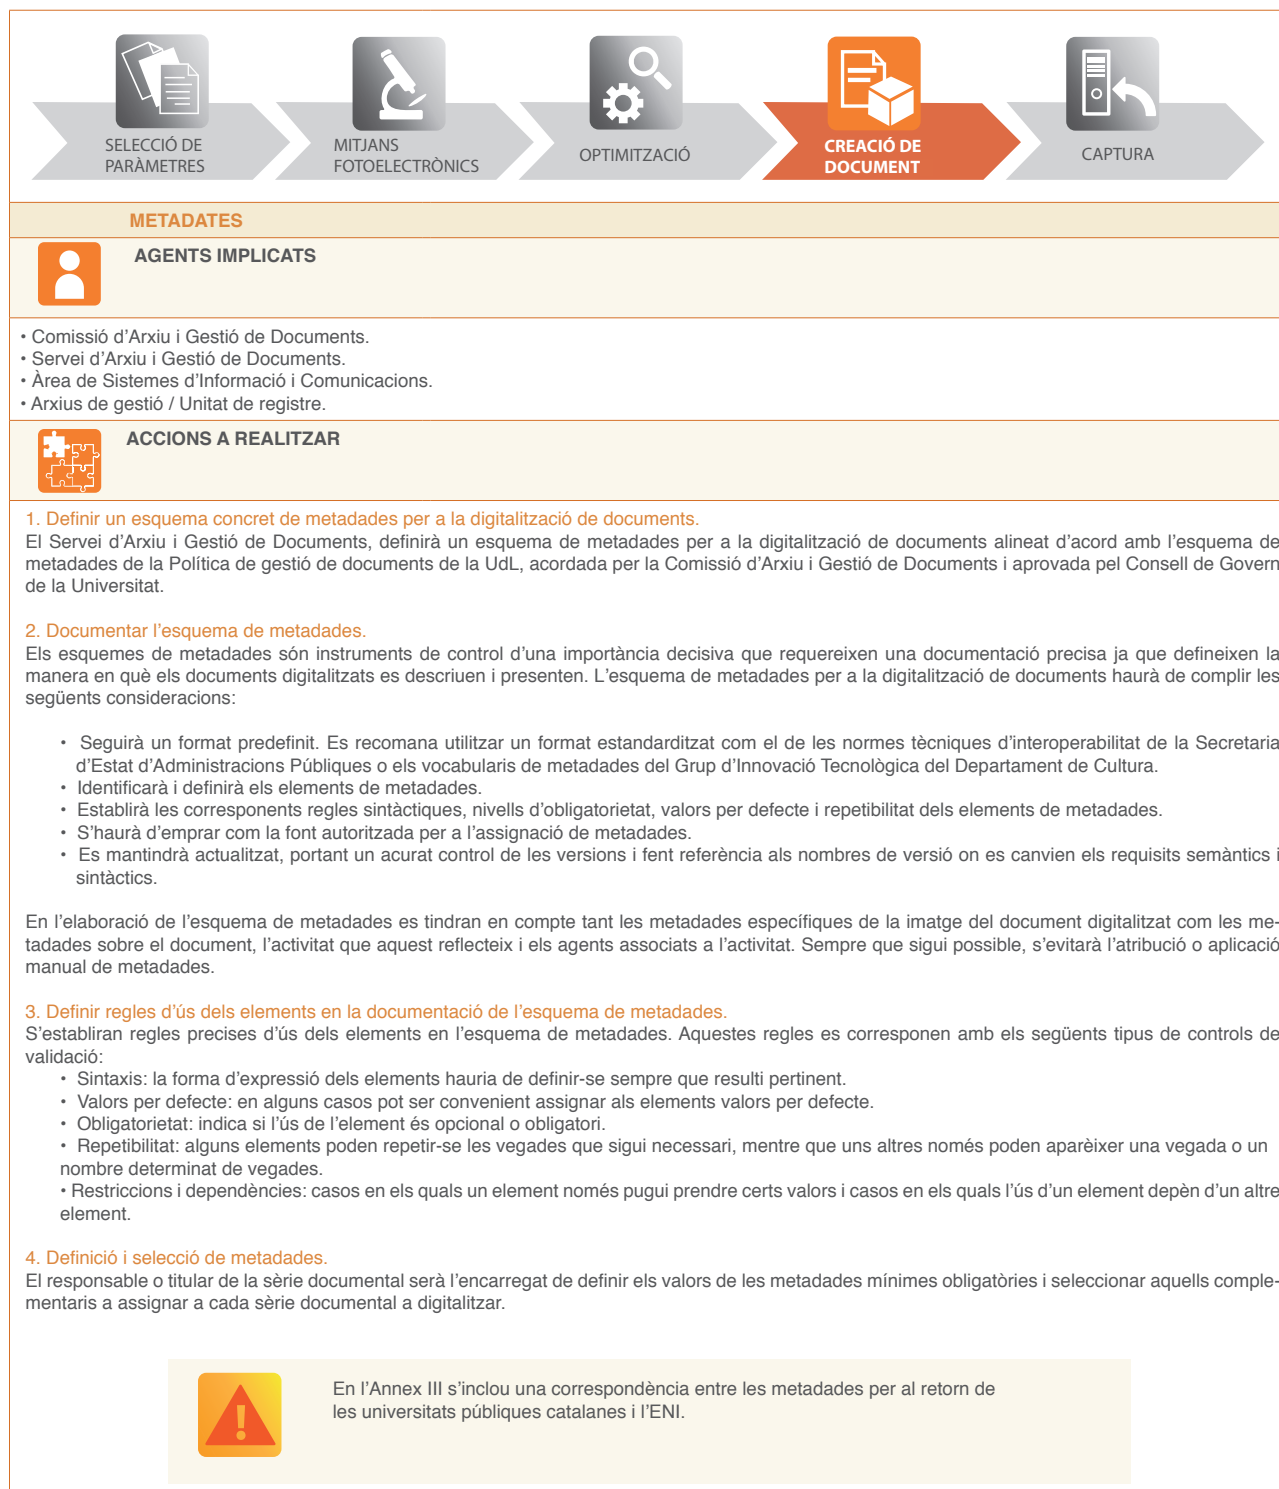 SELECCIÓ DE
PARÀMETRES
MITJANS
FOTOELECTRÒNICS
OPTIMITZACIÓ
CREACIÓ DE
DOCUMENT
CAPTURA
METADATES
AGENTS IMPLICATS
• Comissió d’Arxiu i Gestió de Documents.
• Servei d’Arxiu i Gestió de Documents.
• Àrea de Sistemes d’Informació i Comunicacions.
• Arxius de gestió / Unitat de registre.
ACCIONS A REALITZAR
1. Definir un esquema concret de metadades per a la digitalització de documents.
El Servei d’Arxiu i Gestió de Documents, definirà un esquema de metadades per a la digitalització de documents alineat d’acord amb l’esquema de
metadades de la Política de gestió de documents de la UdL, acordada per la Comissió d’Arxiu i Gestió de Documents i aprovada pel Consell de Govern
de la Universitat.
2. Documentar l’esquema de metadades.
Els esquemes de metadades són instruments de control d’una importància decisiva que requereixen una documentació precisa ja que defineixen la
manera en què els documents digitalitzats es descriuen i presenten. L’esquema de metadades per a la digitalització de documents haurà de complir les
següents consideracions:
• Seguirà un format predefinit. Es recomana utilitzar un format estandarditzat com el de les normes tècniques d’interoperabilitat de la Secretaria
d’Estat d’Administracions Públiques o els vocabularis de metadades del Grup d’Innovació Tecnològica del Departament de Cultura.
• Identificarà i definirà els elements de metadades.
• Establirà les corresponents regles sintàctiques, nivells d’obligatorietat, valors per defecte i repetibilitat dels elements de metadades.
• S’haurà d’emprar com la font autoritzada per a l’assignació de metadades.
• Es mantindrà actualitzat, portant un acurat control de les versions i fent referència als nombres de versió on es canvien els requisits semàntics i
sintàctics.
En l’elaboració de l’esquema de metadades es tindran en compte tant les metadades específiques de la imatge del document digitalitzat com les me-
tadades sobre el document, l’activitat que aquest reflecteix i els agents associats a l’activitat. Sempre que sigui possible, s’evitarà l’atribució o aplicació
manual de metadades.
3. Definir regles d’ús dels elements en la documentació de l’esquema de metadades.
S’establiran regles precises d’ús dels elements en l’esquema de metadades. Aquestes regles es corresponen amb els següents tipus de controls de
validació:
• Sintaxis: la forma d’expressió dels elements hauria de definir-se sempre que resulti pertinent.
• Valors per defecte: en alguns casos pot ser convenient assignar als elements valors per defecte.
• Obligatorietat: indica si l’ús de l’element és opcional o obligatori.
• Repetibilitat: alguns elements poden repetir-se les vegades que sigui necessari, mentre que uns altres només poden aparèixer una vegada o un
nombre determinat de vegades.
• Restriccions i dependències: casos en els quals un element només pugui prendre certs valors i casos en els quals l’ús d’un element depèn d’un altre
element.
4. Definició i selecció de metadades.
El responsable o titular de la sèrie documental serà l’encarregat de definir els valors de les metadades mínimes obligatòries i seleccionar aquells comple-
mentaris a assignar a cada sèrie documental a digitalitzar.
En l’Annex III s’inclou una correspondència entre les metadades per al retorn de
les universitats públiques catalanes i l’ENI.